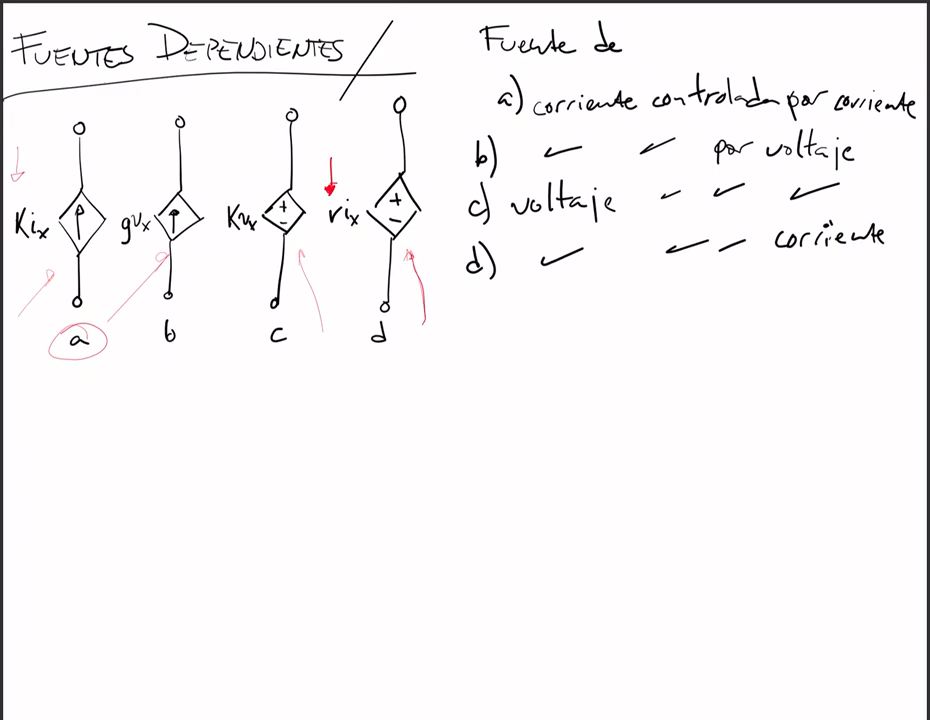 FUENTES DEPENDIENTES
Fuente de
a) corriente controlada por corriente
b) 〃 〃 por voltaje
c) voltaje 〃 〃 〃
d) 〃 〃 〃 corriente
Kix gvx Kvx + - rix + -
a b c d